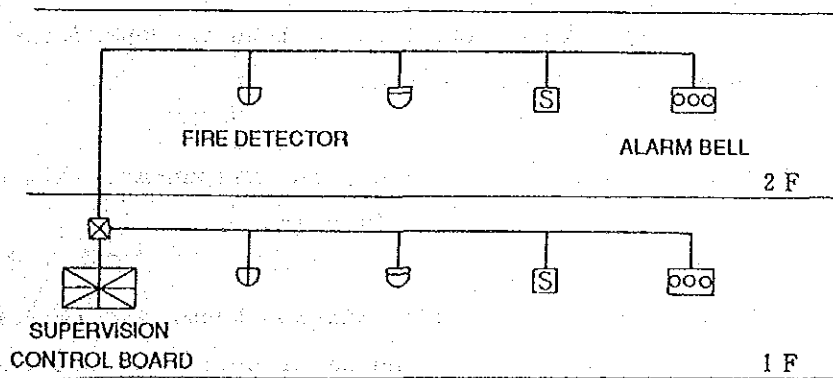 S
FIRE DETECTOR
ALARM BELL
2 F
S
SUPERVISION
CONTROL BOARD
1 F